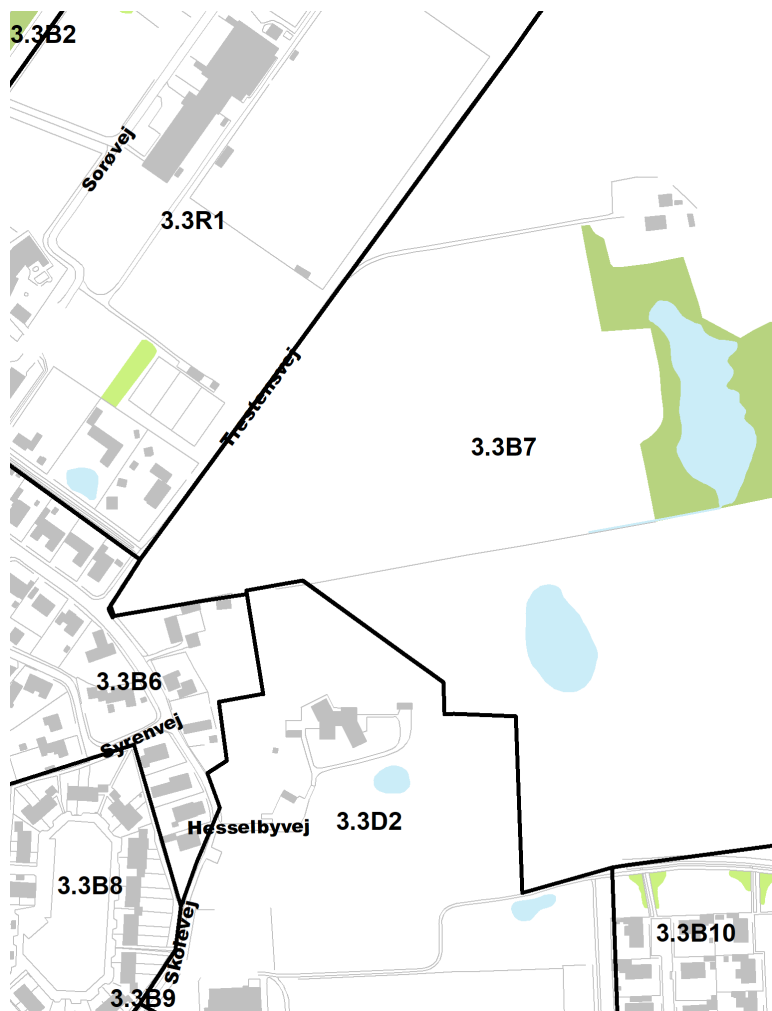 3.3B2
Sorøvej
3.3R1
Trestensvej
3.3B7
3.3B6
Syrenvej
Hesselbyvej
3.3D2
3.3B8
Skolevej
3.3B10
3.3B9